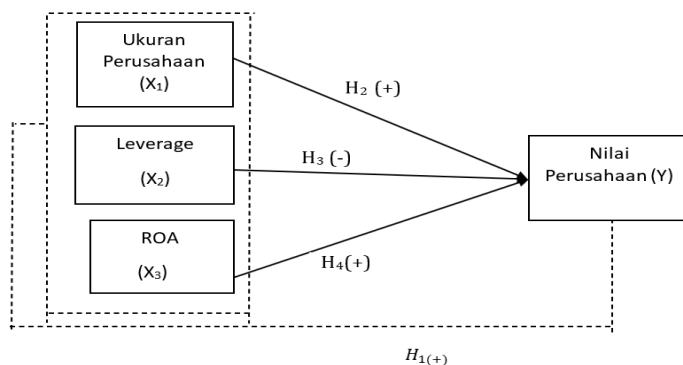 Ukuran
Perusahaan
(X₁)
H₂ (+)
Leverage
(X₂)
H₃ (-)
Nilai
Perusahaan (Y)
ROA
(X₃)
H₄(+)
H₁₍₊₎